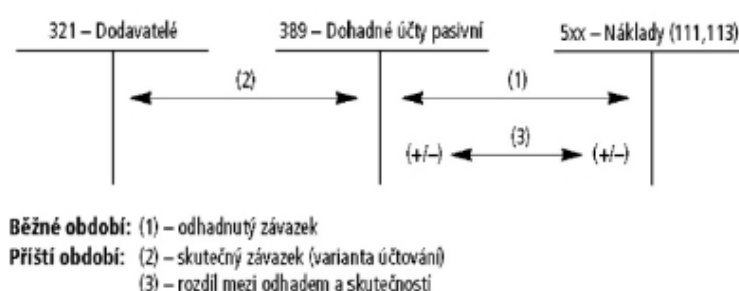 321 – Dodavatelé 389 – Dohadné účty pasivní 5xx – Náklady (111,113)
(2) (1)
(3)
(+/–) (+/–)
Běžné období: (1) – odhadnutý závazek
Příští období: (2) – skutečný závazek (varianta účtování)
(3) – rozdíl mezi odhadem a skutečností